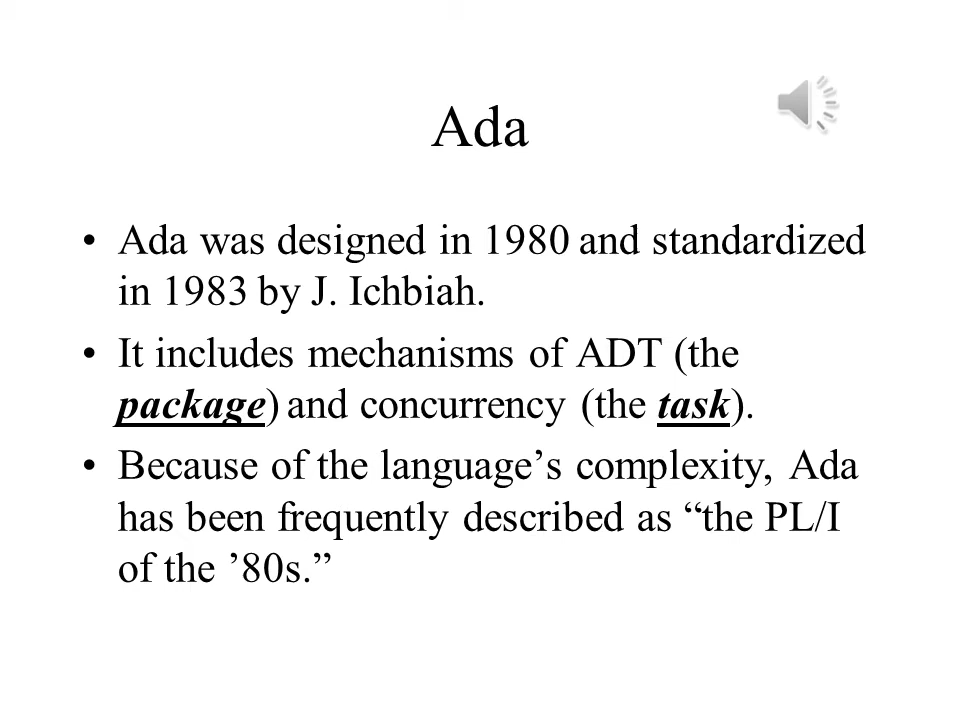 Ada
• Ada was designed in 1980 and standardized
in 1983 by J. Ichbiah.
• It includes mechanisms of ADT (the
package) and concurrency (the task).
• Because of the language’s complexity, Ada
has been frequently described as “the PL/I
of the ’80s.”